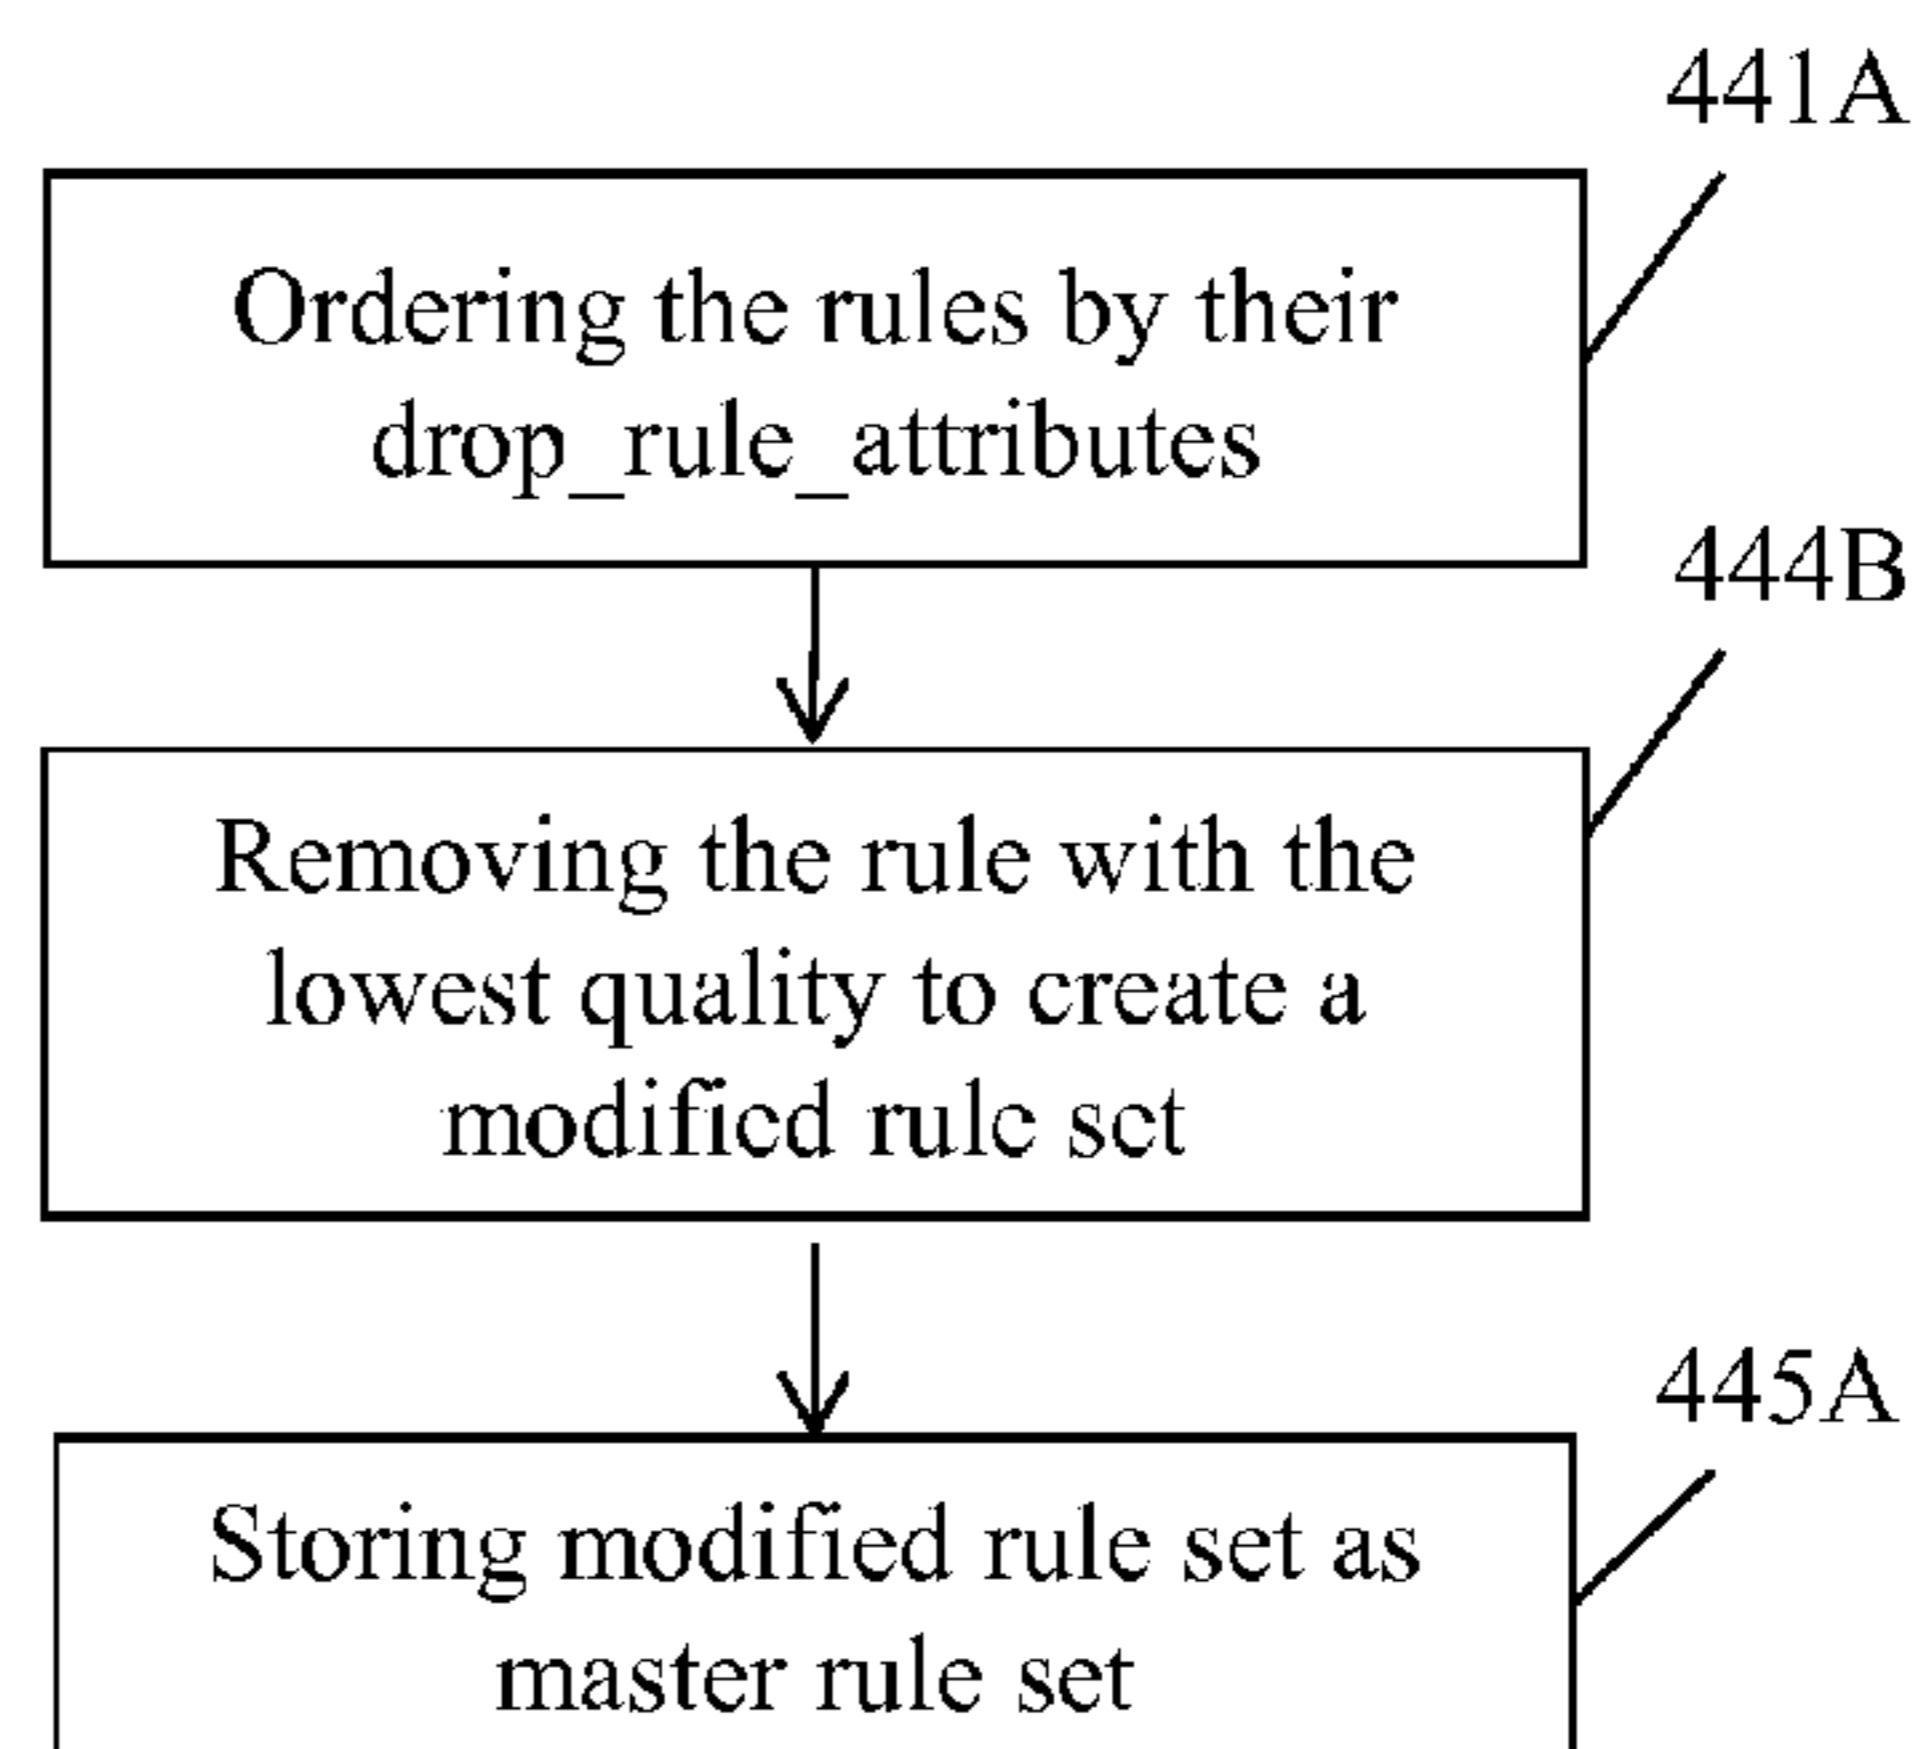 441A
Ordering the rules by their
drop_rule_attributes
444B
Removing the rule with the
lowest quality to create a
modified rule set
445A
Storing modified rule set as
master rule set